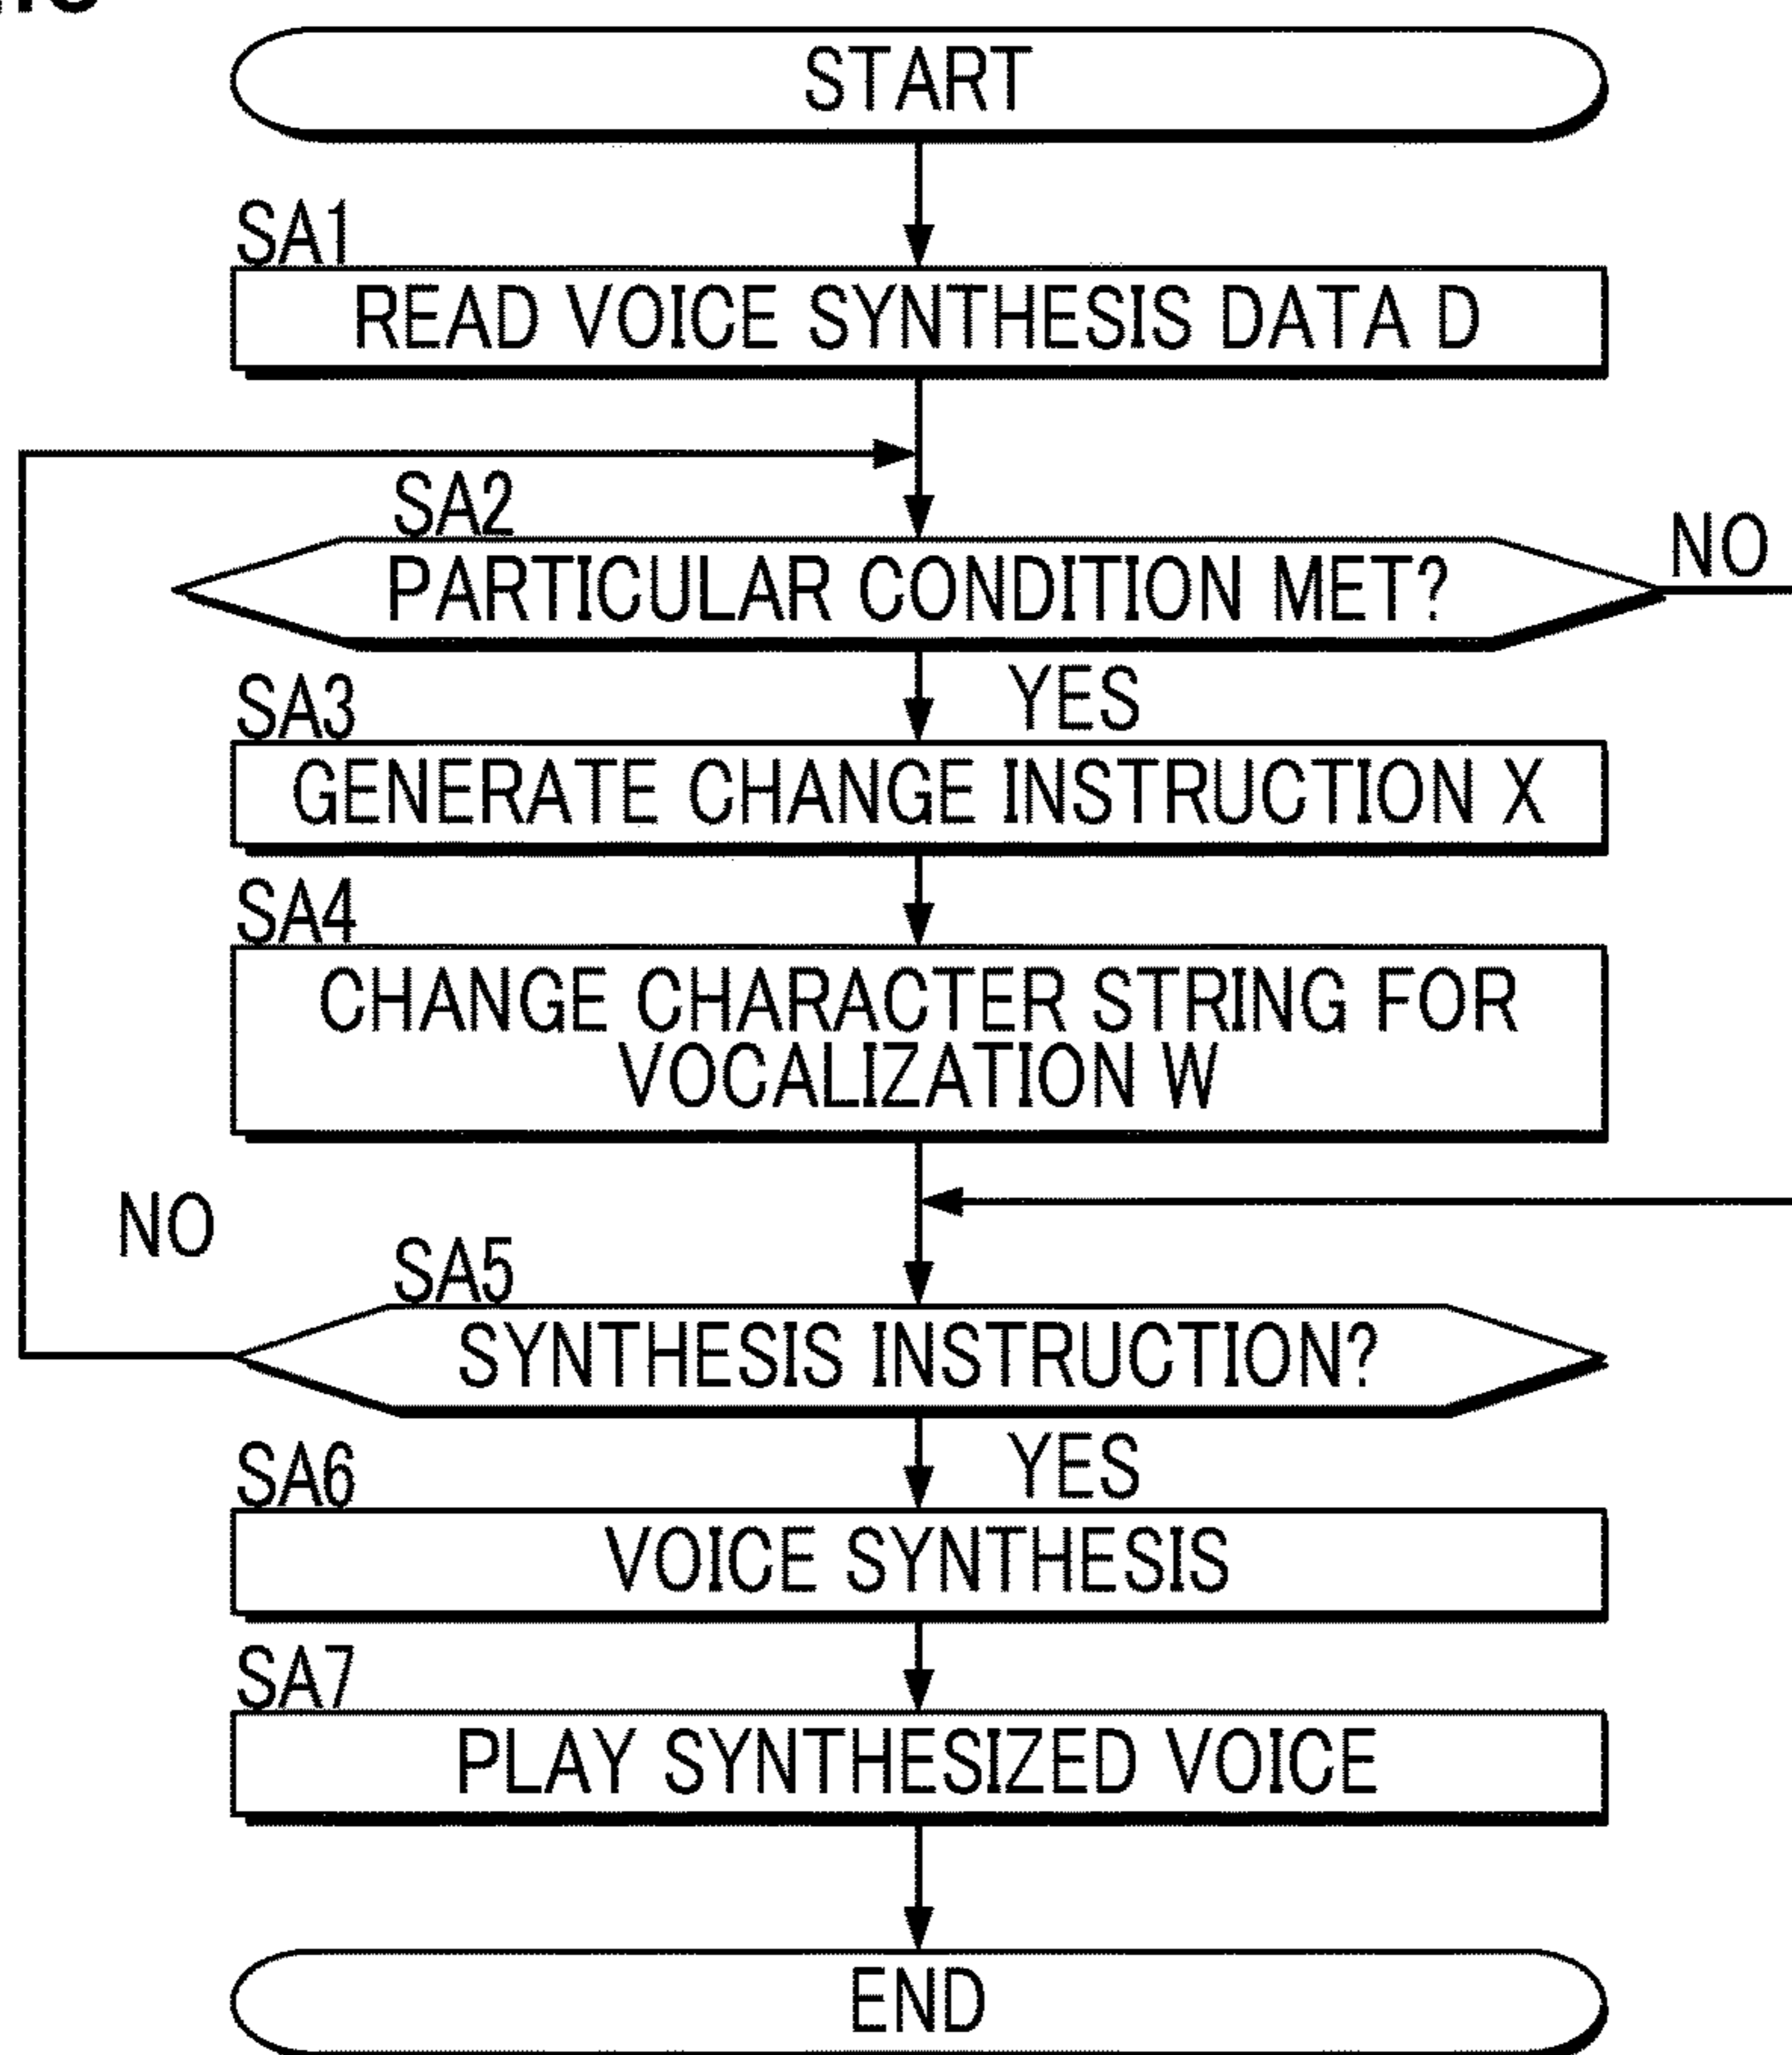 START
SA1
READ VOICE SYNTHESIS DATA D
SA2
PARTICULAR CONDITION MET?
NO
YES
SA3
GENERATE CHANGE INSTRUCTION X
SA4
CHANGE CHARACTER STRING FOR
VOCALIZATION W
NO
SA5
SYNTHESIS INSTRUCTION?
YES
SA6
VOICE SYNTHESIS
SA7
PLAY SYNTHESIZED VOICE
END